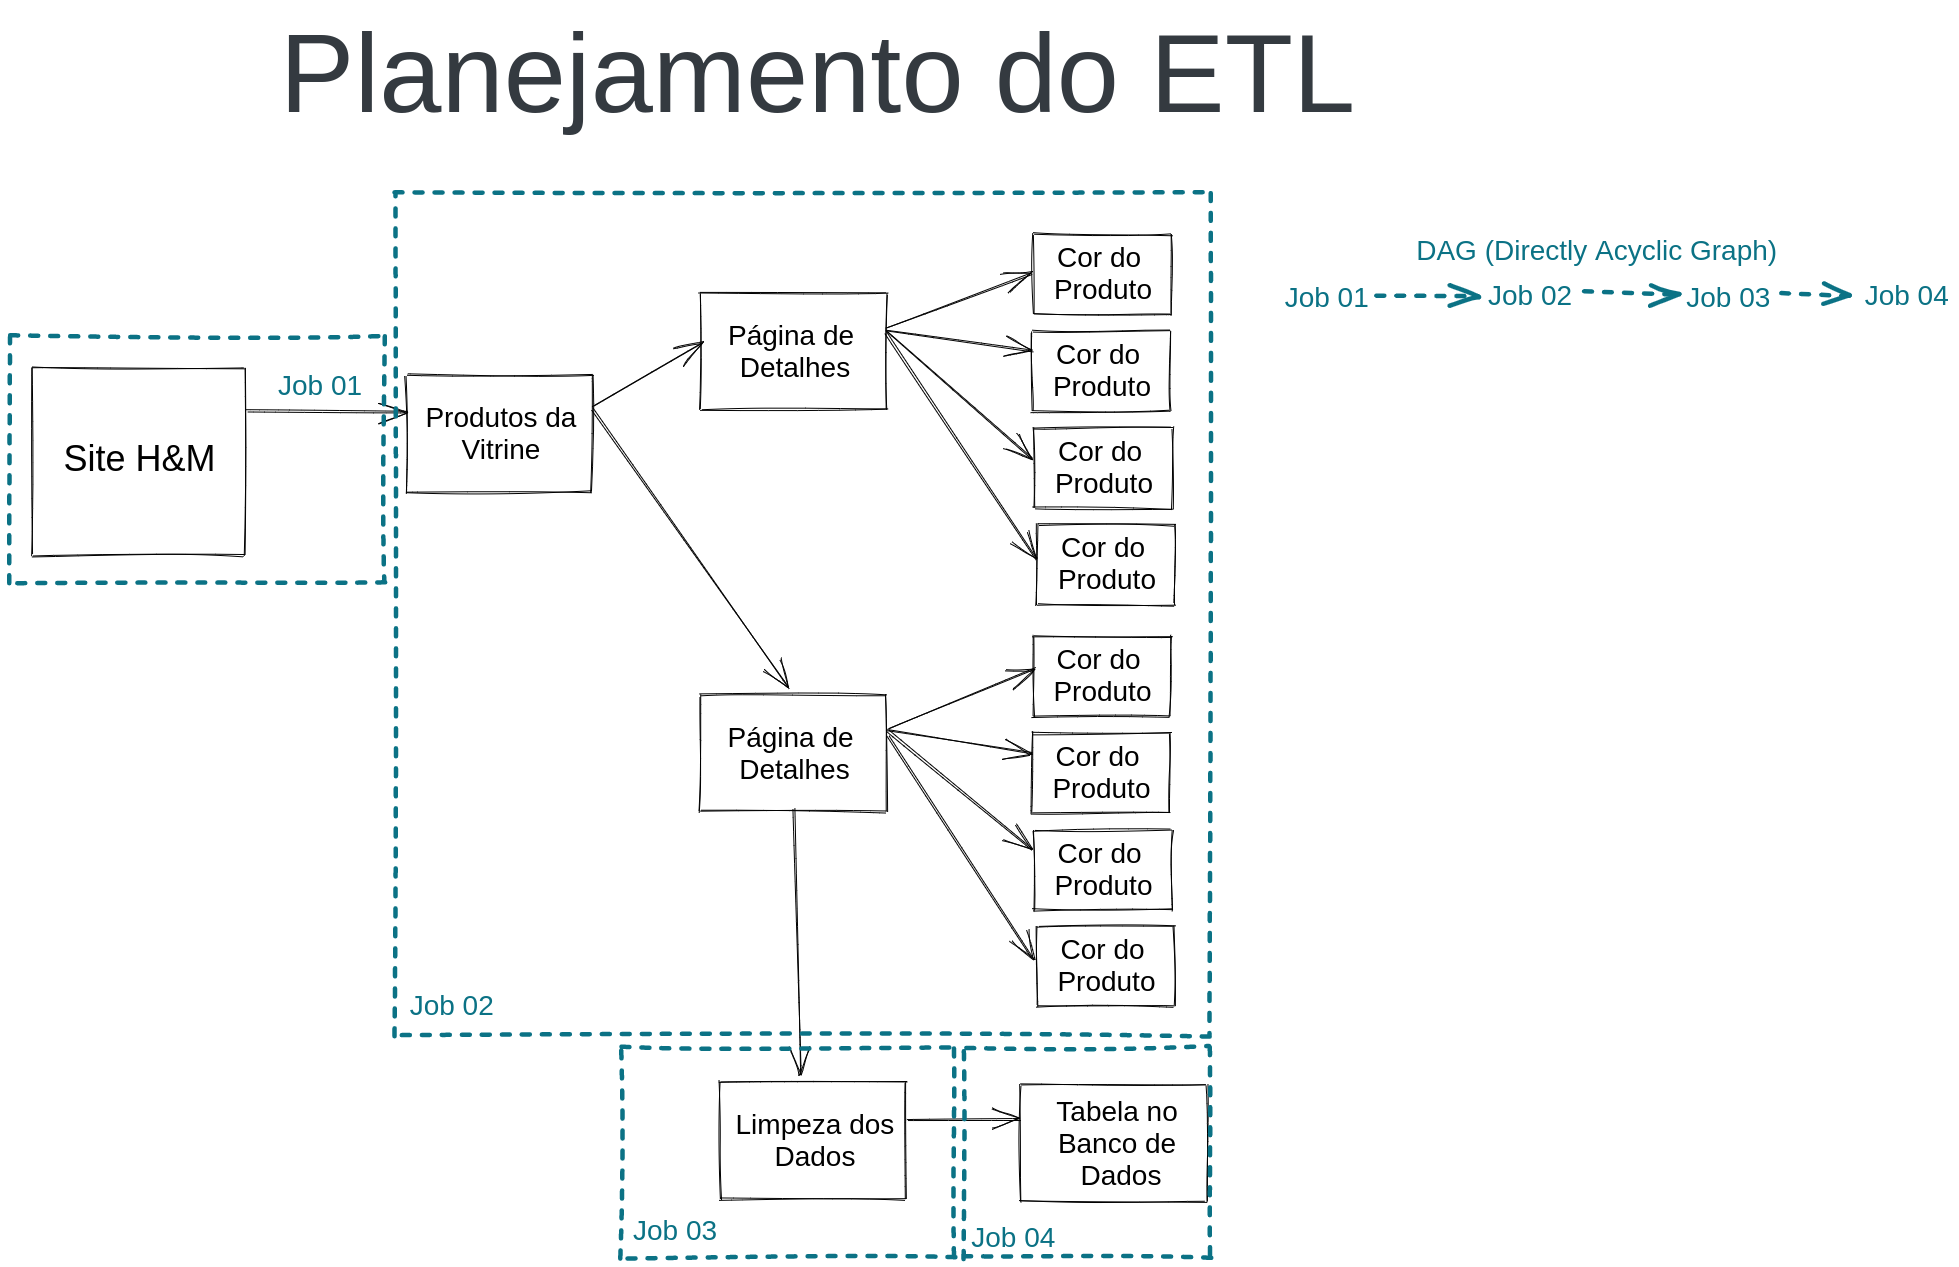 Planejamento do ETL
DAG (Directly Acyclic Graph)
Job 01
Job 02
Job 03
Job 04
Job 01
Site H&M
Produtos da
Vitrine
Página de
Detalhes
Cor do
Produto
Cor do
Produto
Cor do
Produto
Cor do
Produto
Página de
Detalhes
Cor do
Produto
Cor do
Produto
Cor do
Produto
Cor do
Produto
Job 02
Limpeza dos
Dados
Job 03
Tabela no
Banco de
Dados
Job 04